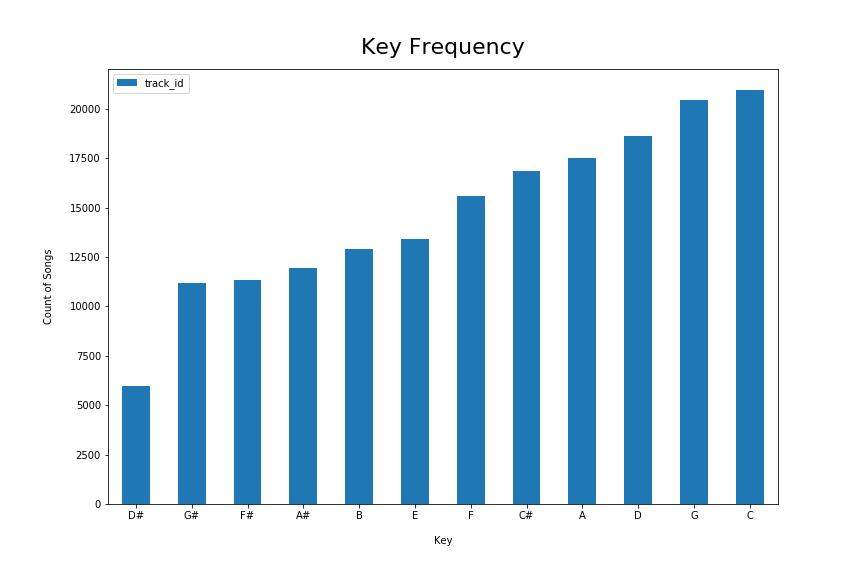 Key Frequency
track_id
20000
17500
15000
12500
10000
7500
5000
2500
0
Count of Songs
D# G# F# A# B E F C# A D G C
Key